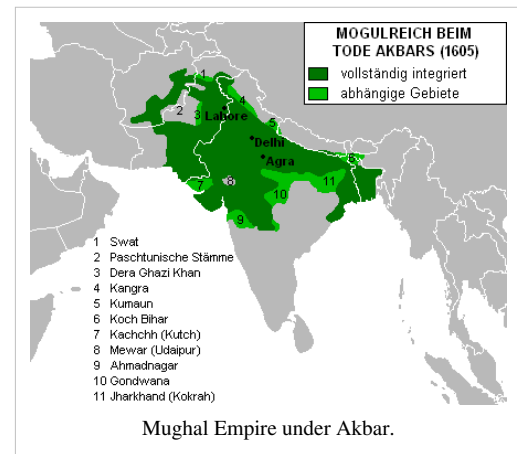 MOGULREICH BEIM
TODE AKBARS (1605)
vollständig integriert
abhängige Gebiete
1
2
3
4
Lahore
5
Delhi
Agra
6
7
8
9
10
11
1 Swat
2 Paschtunische Stämme
3 Dera Ghazi Khan
4 Kangra
5 Kumaun
6 Koch Bihar
7 Kachchh (Kutch)
8 Mewar (Udaipur)
9 Ahmadnagar
10 Gondwana
11 Jharkhand (Kokrah)
Mughal Empire under Akbar.